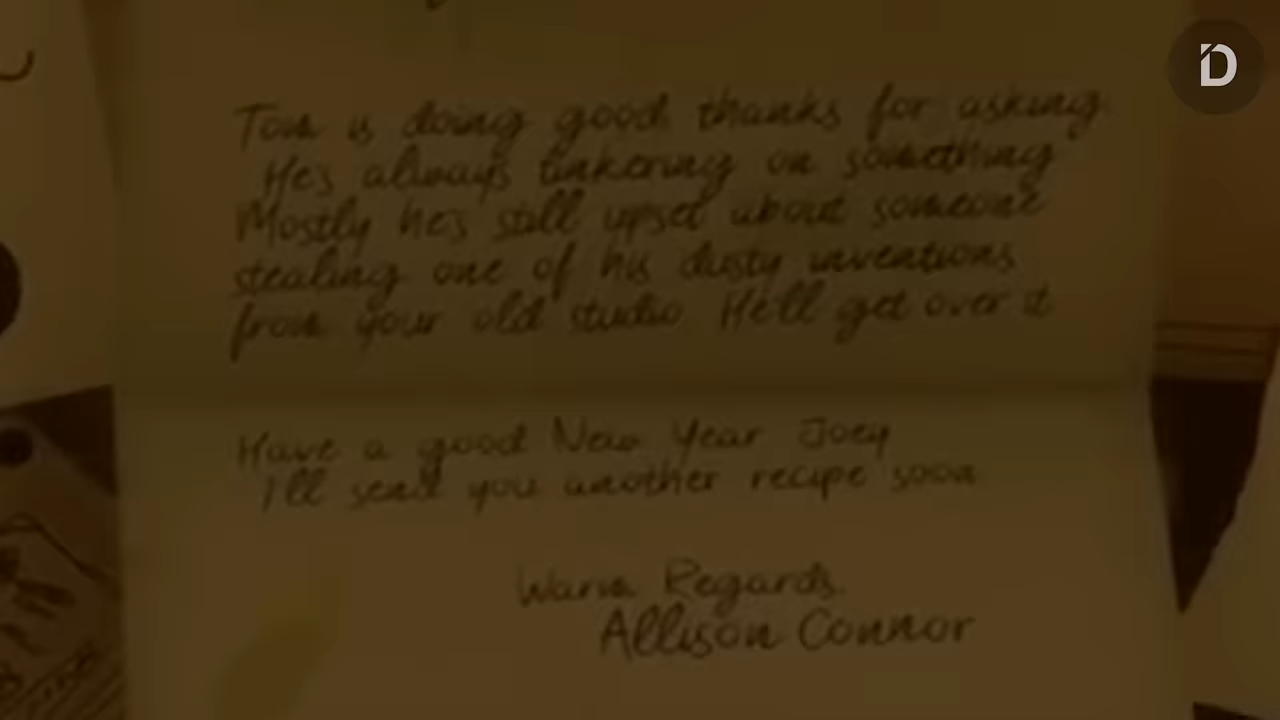 Tom is doing good thanks for asking.
He's always tinkering on something
Mostly he's still upset about someone
stealing one of his dusty inventions
from your old studio. He'll get over it
Have a good New Year Joey
I'll send you another recipe soon
Warm Regards.
Allison Connor
D